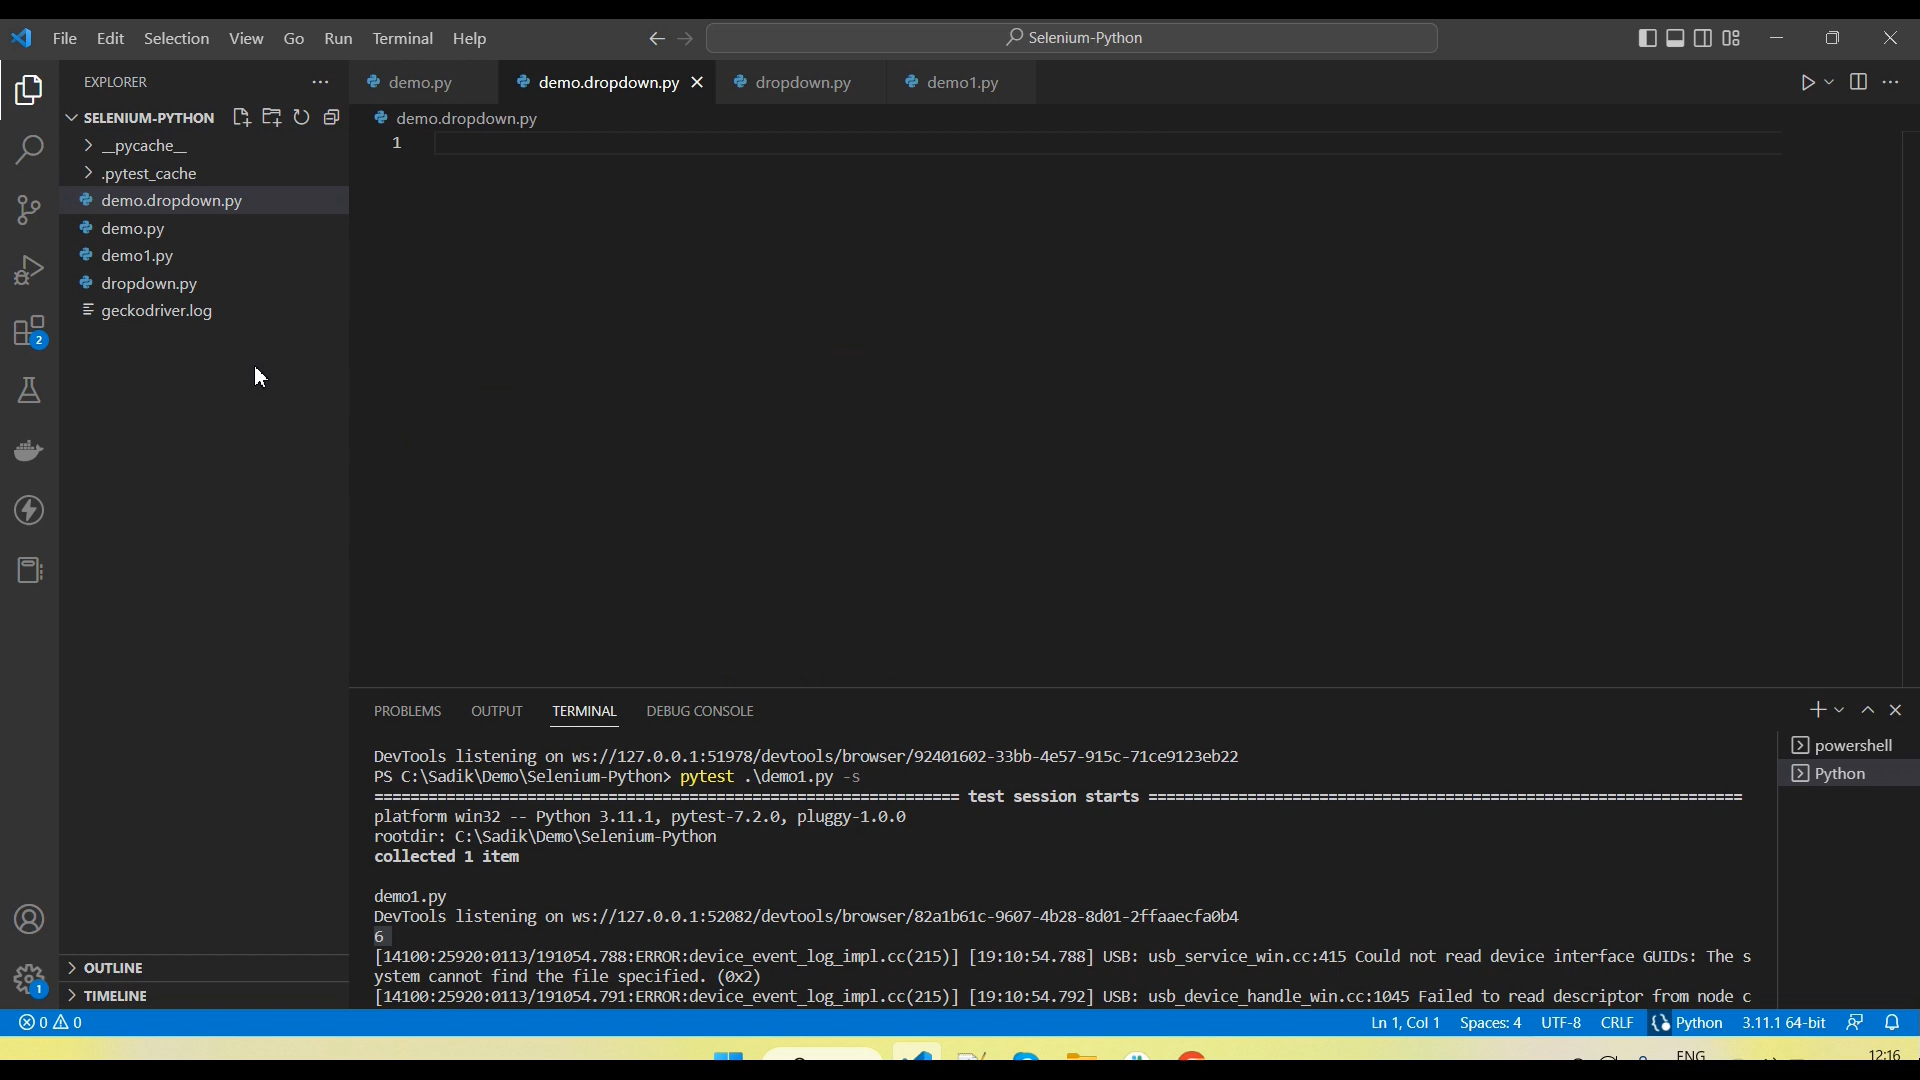 File Edit Selection View Go Run Terminal Help
Selenium-Python
EXPLORER
demo.py
demo.dropdown.py
dropdown.py
demo1.py
SELENIUM-PYTHON
demo.dropdown.py
__pycache__
1
.pytest_cache
demo.dropdown.py
demo.py
demo1.py
dropdown.py
geckodriver.log
2
PROBLEMS OUTPUT TERMINAL DEBUG CONSOLE
DevTools listening on ws://127.0.0.1:51978/devtools/browser/92401602-33bb-4e57-915c-71ce9123eb22
PS C:\Sadik\Demo\Selenium-Python> pytest .\demo1.py -s
================================================================= test session starts ==================================================================
platform win32 -- Python 3.11.1, pytest-7.2.0, pluggy-1.0.0
rootdir: C:\Sadik\Demo\Selenium-Python
collected 1 item
demo1.py
DevTools listening on ws://127.0.0.1:52082/devtools/browser/82a1b61c-9607-4b28-8d01-2ffaaecfa0b4
6
[14100:25920:0113/191054.788:ERROR:device_event_log_impl.cc(215)] [19:10:54.788] USB: usb_service_win.cc:415 Could not read device interface GUIDs: The s
ystem cannot find the file specified. (0x2)
[14100:25920:0113/191054.791:ERROR:device_event_log_impl.cc(215)] [19:10:54.792] USB: usb_device_handle_win.cc:1045 Failed to read descriptor from node c
powershell
Python
OUTLINE
1
TIMELINE
0 0
Ln 1, Col 1 Spaces: 4 UTF-8 CRLF Python 3.11.1 64-bit
ENG
12:16